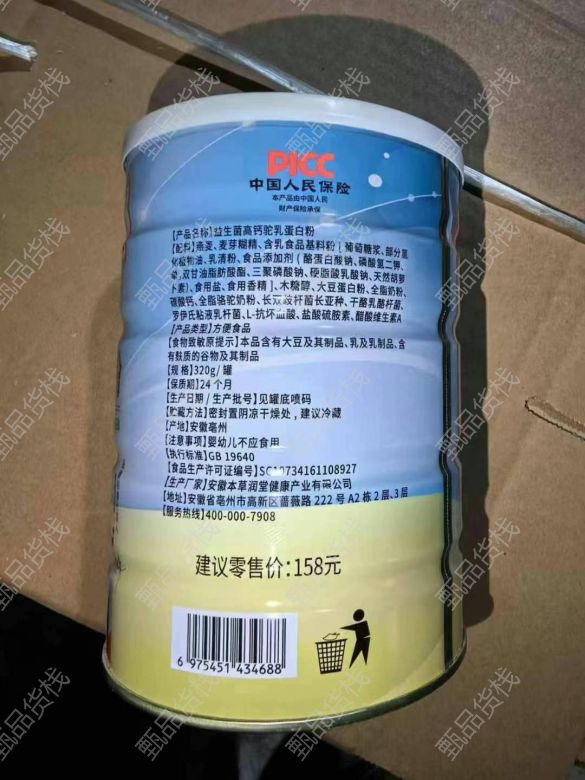 PICC
中国人民保险
本产品由中国人民
财产保险承保
【产品名称】益生菌高钙驼乳蛋白粉
【配料】燕麦、麦芽糊精、含乳食品基料粉[葡萄糖浆、部分氢
化植物油、乳清粉、食品添加剂(酪蛋白酸钠、磷酸氢二钾、
单,双甘油脂肪酸酯、三聚磷酸钠、硬脂酸乳酸钠、天然胡萝
卜素)、食用盐、食用香精]、木糖醇、大豆蛋白粉、全脂奶粉、
碳酸钙、全脂骆驼奶粉、长双歧杆菌长亚种、干酪乳酪杆菌、
罗伊氏粘液乳杆菌、L-抗坏血酸、盐酸硫胺素、醋酸维生素A
【产品类型】方便食品
【食物致敏原提示】本品含有大豆及其制品、乳及乳制品、含
有麸质的谷物及其制品
【规 格】320g/罐
【保质期】24个月
【生产日期/生产批号】见罐底喷码
【贮藏方法】密封置阴凉干燥处,建议冷藏
【产地】安徽亳州
【注意事项】婴幼儿不应食用
【执行标准】GB 19640
【食品生产许可证编号】SC10734161108927
【生产厂家】安徽本草润堂健康产业有限公司
【地址】安徽省亳州市高新区蔷薇路222号A2栋2层、3层
【服务热线】400-000-7908
建议零售价:158元
6 975451 434688
甄品货栈